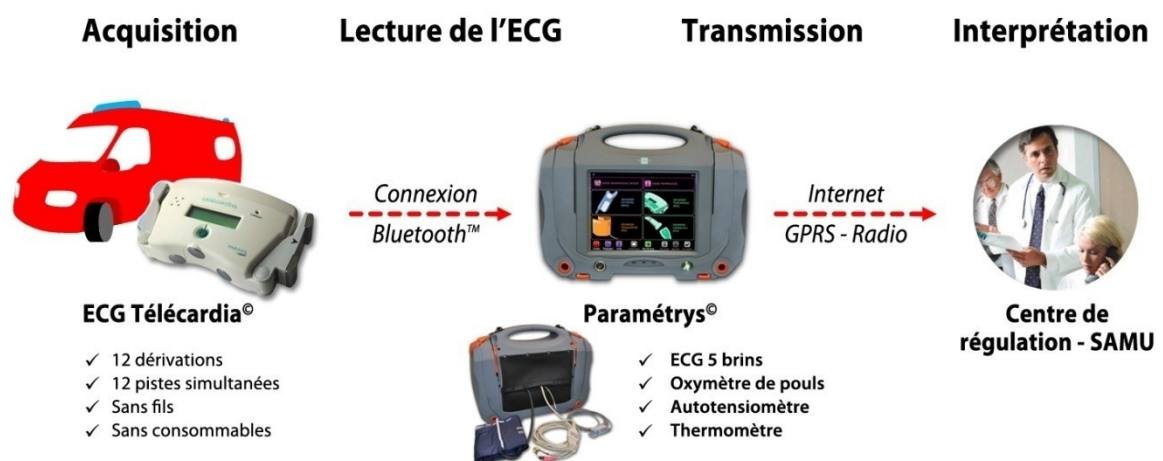 Acquisition
Lecture de l'ECG
Transmission
Interprétation
Connexion
Bluetooth™
Internet
GPRS - Radio
ECG Télécardia©
✓ 12 dérivations
✓ 12 pistes simultanées
✓ Sans fils
✓ Sans consommables
Paramétrys©
✓ ECG 5 brins
✓ Oxymètre de pouls
✓ Autotensiomètre
✓ Thermomètre
Centre de
régulation - SAMU